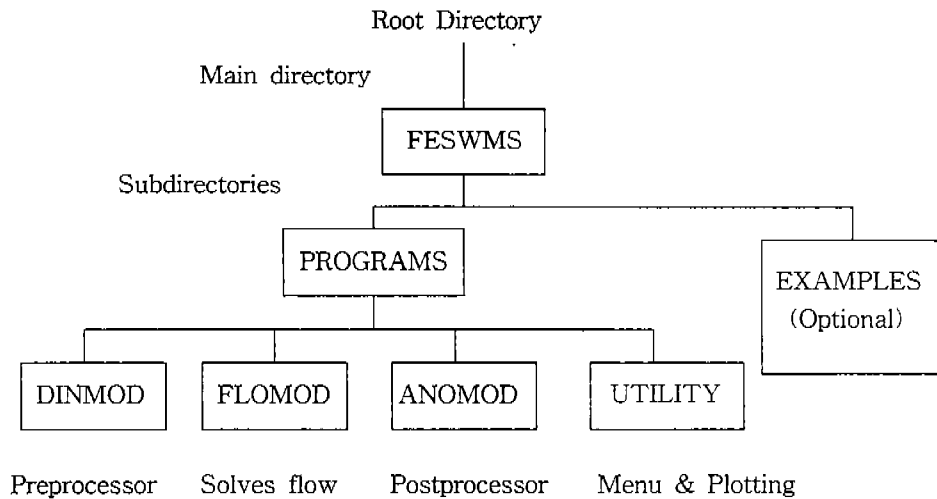 Root Directory
Main directory
FESWMS
Subdirectories
PROGRAMS
EXAMPLES
(Optional)
DINMOD
FLOMOD
ANOMOD
UTILITY
Preprocessor
Solves flow
Postprocessor
Menu & Plotting